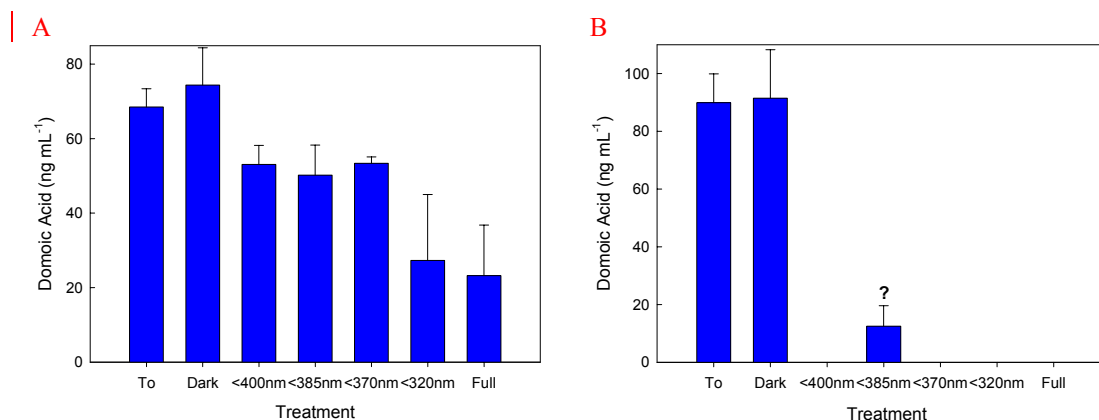 A
Domoic Acid (ng mL⁻¹)
80
60
40
20
0
To Dark <400nm <385nm <370nm <320nm Full
Treatment
B
Domoic Acid (ng mL⁻¹)
100
80
60
40
20
0
?
To Dark <400nm <385nm <370nm <320nm Full
Treatment